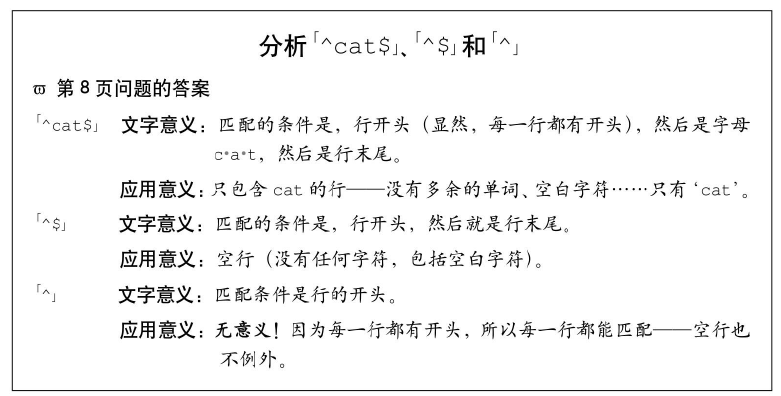 分析「^cat$」、「^$」和「^」
ϖ 第 8 页问题的答案
「^cat$」 文字意义：匹配的条件是，行开头（显然，每一行都有开头），然后是字母
c•a•t，然后是行末尾。
应用意义：只包含 cat 的行——没有多余的单词、空白字符……只有‘cat’。
「^$」 文字意义：匹配的条件是，行开头，然后就是行末尾。
应用意义：空行（没有任何字符，包括空白字符）。
「^」 文字意义：匹配条件是行的开头。
应用意义：无意义！因为每一行都有开头，所以每一行都能匹配——空行也
不例外。